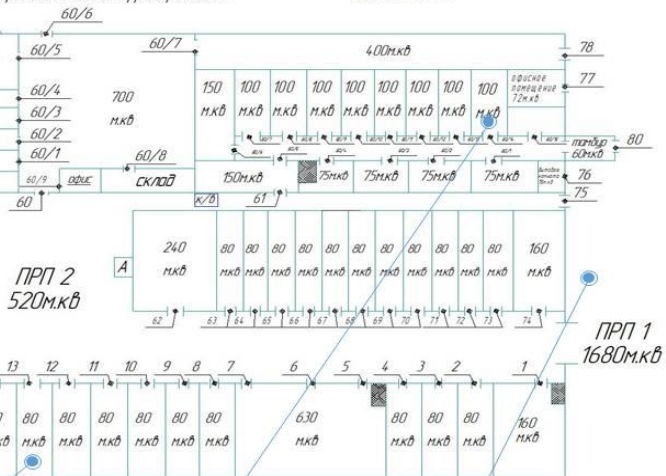 60/6
60/5
60/7
400м.кв
78
60/4
60/3
60/2
60/1
700
м.кв
150
м.кв
100
м.кв
100
м.кв
100
м.кв
100
м.кв
100
м.кв
100
м.кв
100
м.кв
100
м.кв
офисное
помещение
72м.кв
77
тамбур
60мкв
80
60/8
60/9
офис
склад
150м.кв
75м.кв
75м.кв
75м.кв
75м.кв
76
60
к/в
61
75
А
240
м.кв
80
м.кв
80
м.кв
80
м.кв
80
м.кв
80
м.кв
80
м.кв
80
м.кв
80
м.кв
80
м.кв
80
м.кв
80
м.кв
160
м.кв
ПРП 2
520м.кв
62
63
64
65
66
67
68
69
70
71
72
73
74
ПРП 1
1680м.кв
13
12
11
10
9
8
7
6
5
4
3
2
1
80
м.кв
80
м.кв
80
м.кв
80
м.кв
80
м.кв
80
м.кв
630
м.кв
80
м.кв
80
м.кв
80
м.кв
160
м.кв